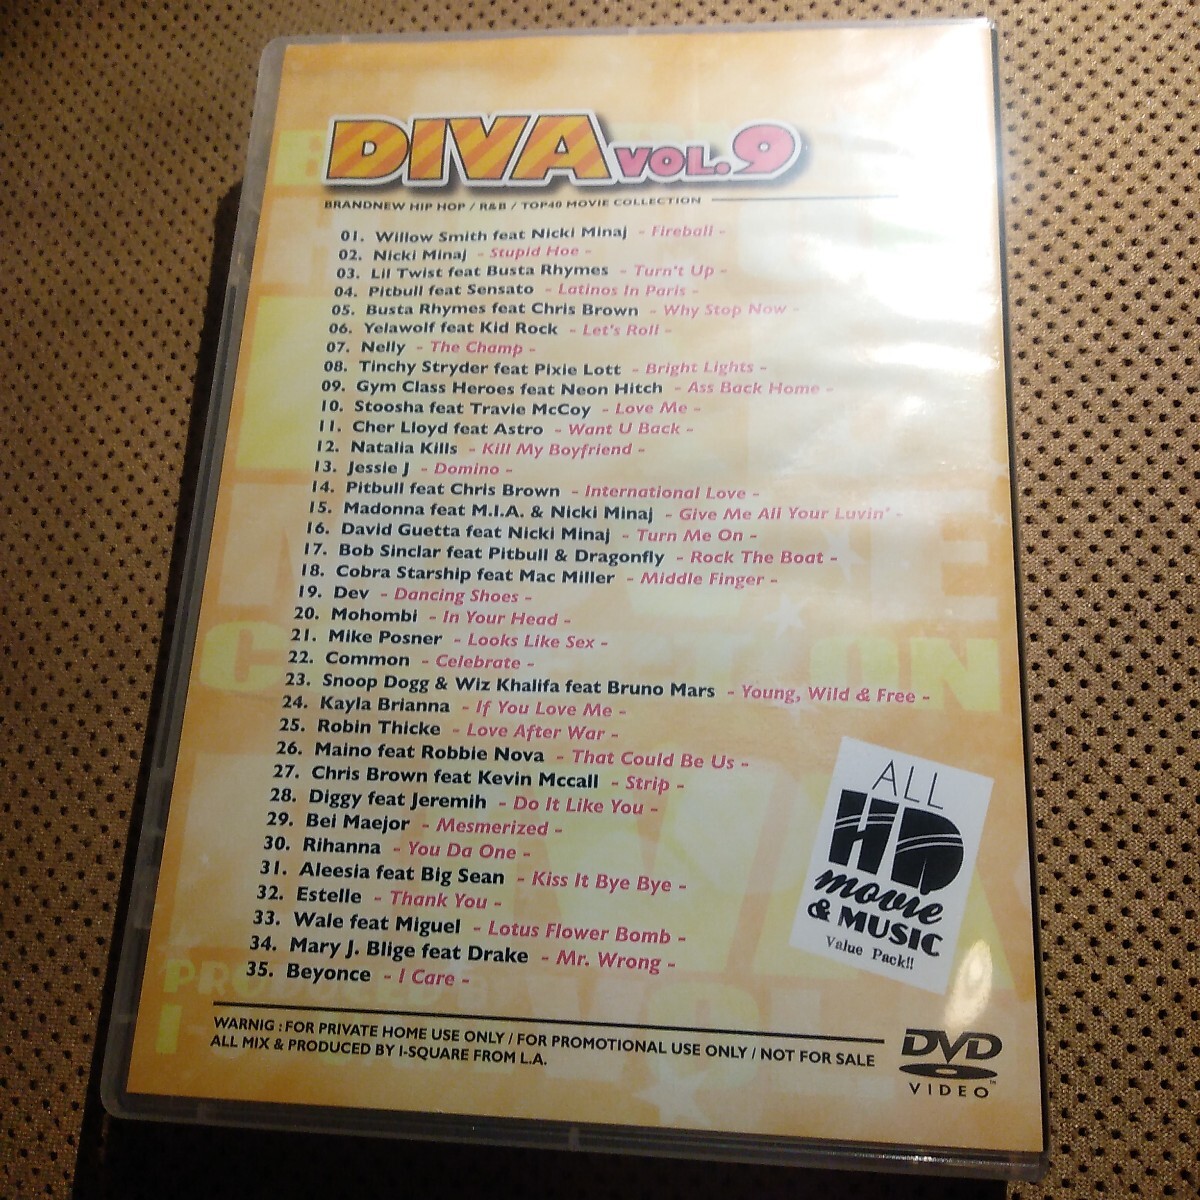 DIVA VOL.9
BRANDNEW HIP HOP / R&B / TOP40 MOVIE COLLECTION
01. Willow Smith feat Nicki Minaj - Fireball -
02. Nicki Minaj - Stupid Hoe -
03. Lil Twist feat Busta Rhymes - Turn't Up -
04. Pitbull feat Sensato - Latinos In Paris -
05. Busta Rhymes feat Chris Brown - Why Stop Now -
06. Yelawolf feat Kid Rock - Let's Roll -
07. Nelly - The Champ -
08. Tinchy Stryder feat Pixie Lott - Bright Lights -
09. Gym Class Heroes feat Neon Hitch - Ass Back Home -
10. Stoosha feat Travie McCoy - Love Me -
11. Cher Lloyd feat Astro - Want U Back -
12. Natalia Kills - Kill My Boyfriend -
13. Jessie J - Domino -
14. Pitbull feat Chris Brown - International Love -
15. Madonna feat M.I.A. & Nicki Minaj - Give Me All Your Luvin' -
16. David Guetta feat Nicki Minaj - Turn Me On -
17. Bob Sinclar feat Pitbull & Dragonfly - Rock The Boat -
18. Cobra Starship feat Mac Miller - Middle Finger -
19. Dev - Dancing Shoes -
20. Mohombi - In Your Head -
21. Mike Posner - Looks Like Sex -
22. Common - Celebrate -
23. Snoop Dogg & Wiz Khalifa feat Bruno Mars - Young, Wild & Free -
24. Kayla Brianna - If You Love Me -
25. Robin Thicke - Love After War -
26. Maino feat Robbie Nova - That Could Be Us -
27. Chris Brown feat Kevin Mccall - Strip -
28. Diggy feat Jeremih - Do It Like You -
29. Bei Maejor - Mesmerized -
30. Rihanna - You Da One -
31. Aleesia feat Big Sean - Kiss It Bye Bye -
32. Estelle - Thank You -
33. Wale feat Miguel - Lotus Flower Bomb -
34. Mary J. Blige feat Drake - Mr. Wrong -
35. Beyonce - I Care -
ALL
HD
movie
& MUSIC
Value Pack!!
WARNIG : FOR PRIVATE HOME USE ONLY / FOR PROMOTIONAL USE ONLY / NOT FOR SALE
ALL MIX & PRODUCED BY I-SQUARE FROM L.A.
DVD
VIDEO